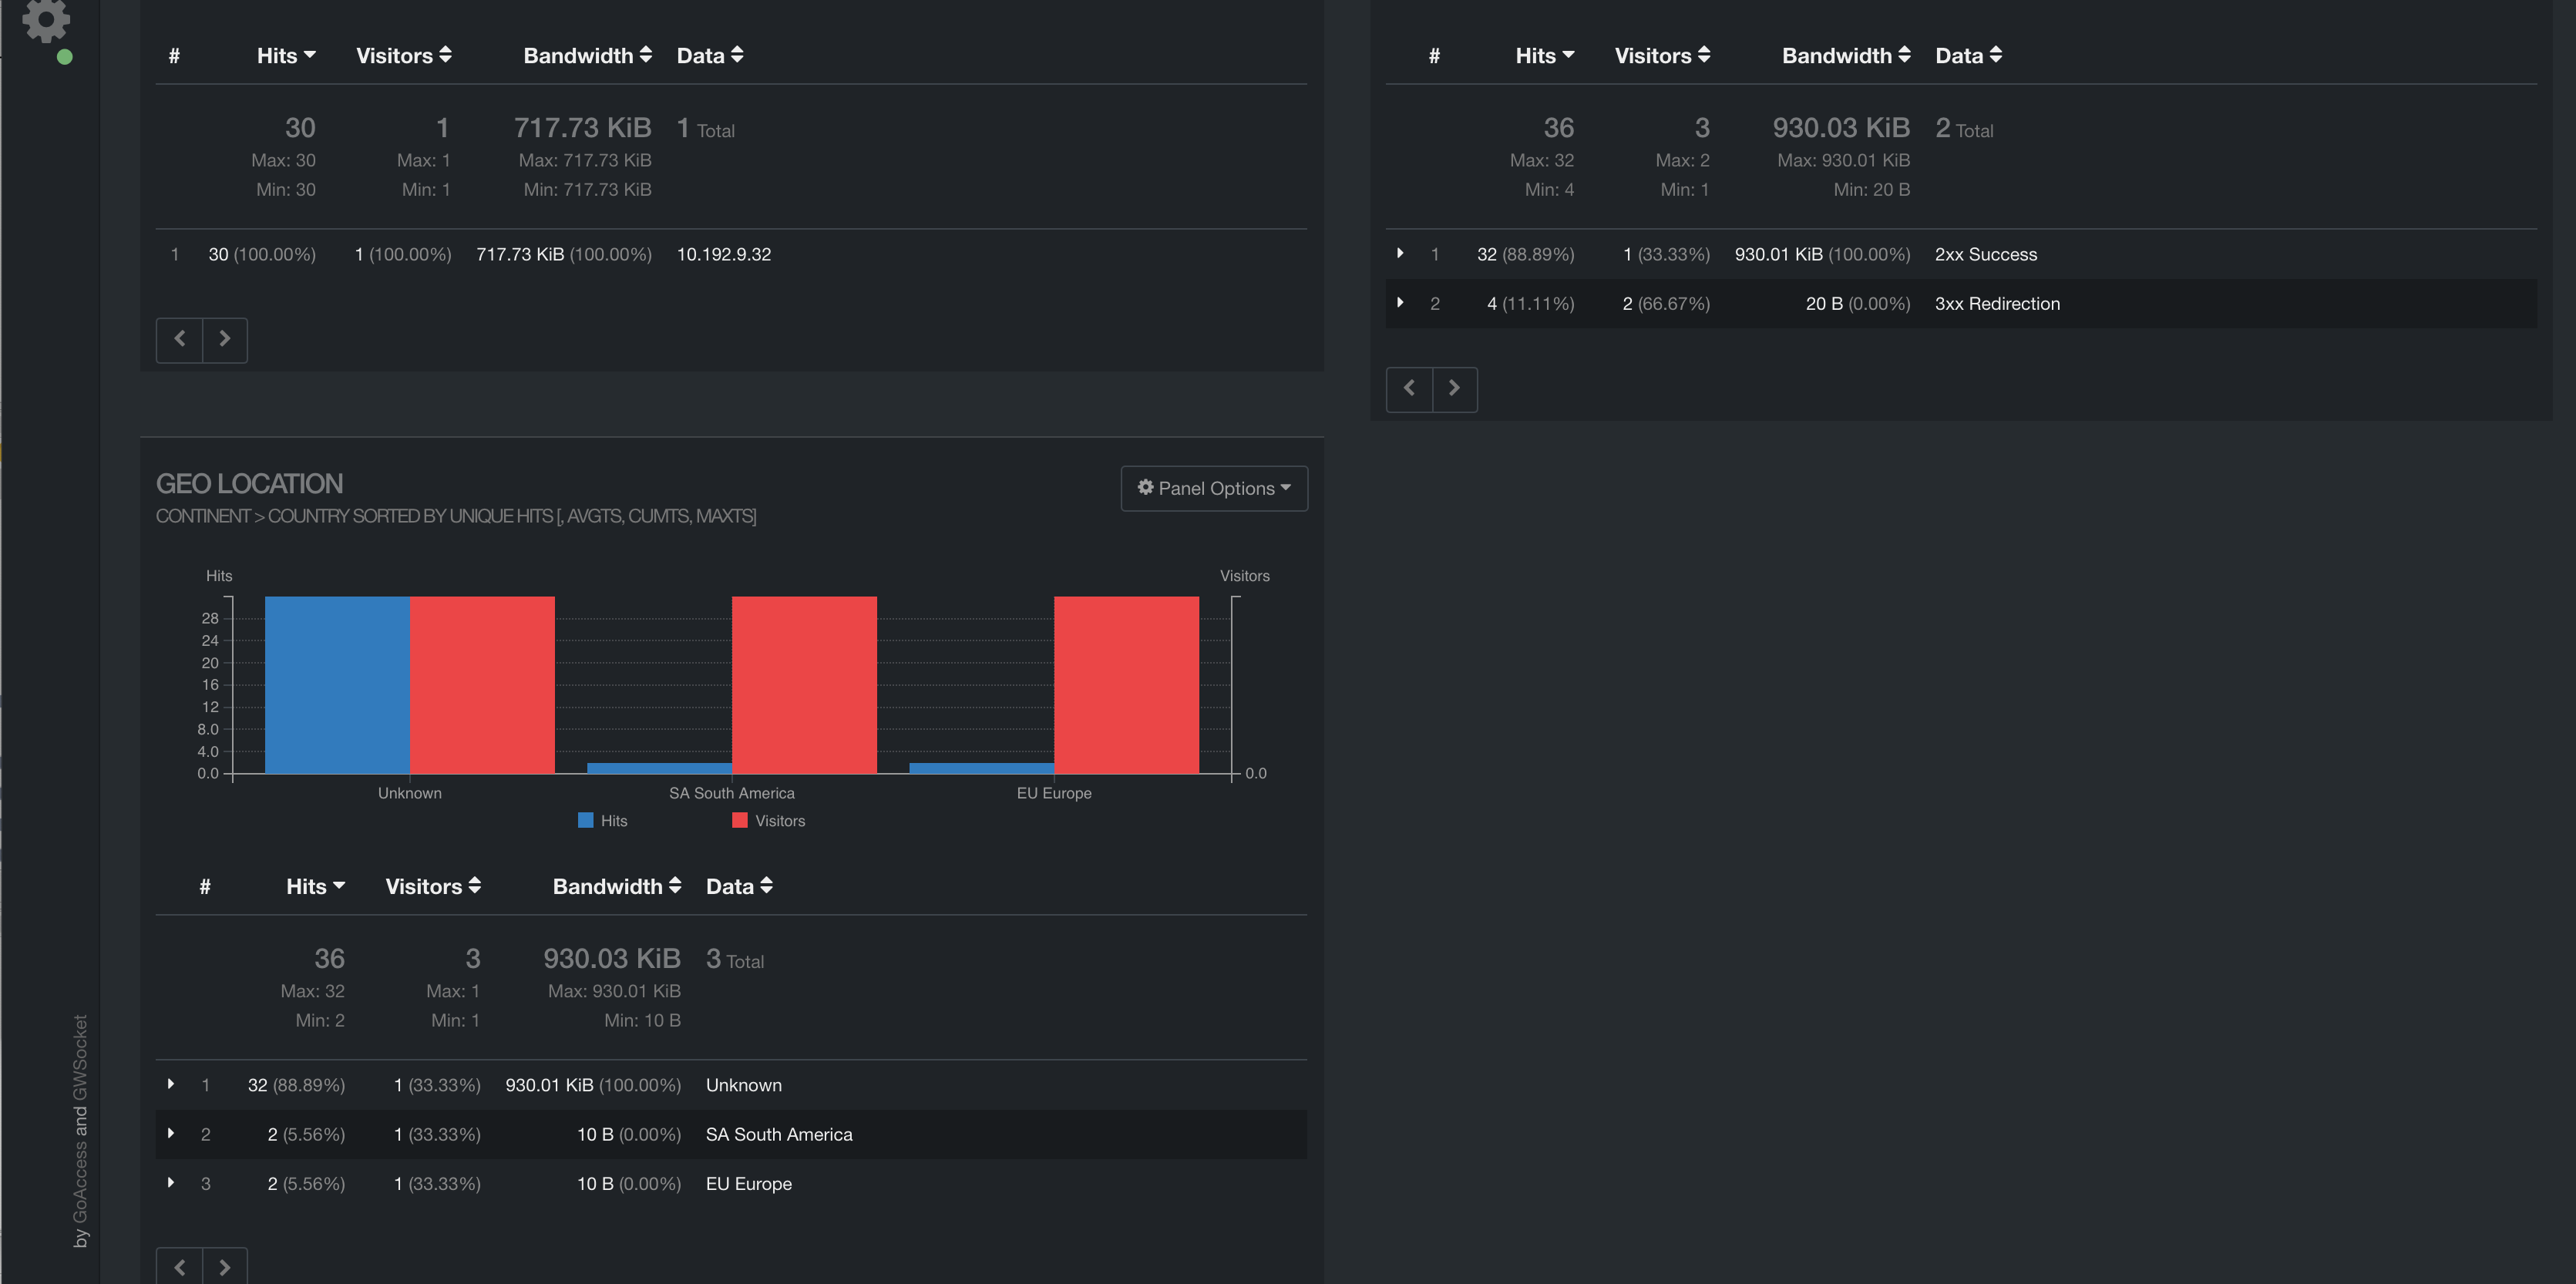 # Hits Visitors Bandwidth Data
30 1 717.73 KiB 1 Total
Max: 30 Max: 1 Max: 717.73 KiB
Min: 30 Min: 1 Min: 717.73 KiB
1 30 (100.00%) 1 (100.00%) 717.73 KiB (100.00%) 10.192.9.32
# Hits Visitors Bandwidth Data
36 3 930.03 KiB 2 Total
Max: 32 Max: 2 Max: 930.01 KiB
Min: 4 Min: 1 Min: 20 B
1 32 (88.89%) 1 (33.33%) 930.01 KiB (100.00%) 2xx Success
2 4 (11.11%) 2 (66.67%) 20 B (0.00%) 3xx Redirection
GEO LOCATION
Panel Options
CONTINENT > COUNTRY SORTED BY UNIQUE HITS [, AVGTS, CUMTS, MAXTS]
Hits Visitors
28
24
20
16
12
8.0
4.0
0.0 0.0
Unknown SA South America EU Europe
Hits Visitors
# Hits Visitors Bandwidth Data
36 3 930.03 KiB 3 Total
Max: 32 Max: 1 Max: 930.01 KiB
Min: 2 Min: 1 Min: 10 B
1 32 (88.89%) 1 (33.33%) 930.01 KiB (100.00%) Unknown
2 2 (5.56%) 1 (33.33%) 10 B (0.00%) SA South America
3 2 (5.56%) 1 (33.33%) 10 B (0.00%) EU Europe
by GoAccess and GWSocket